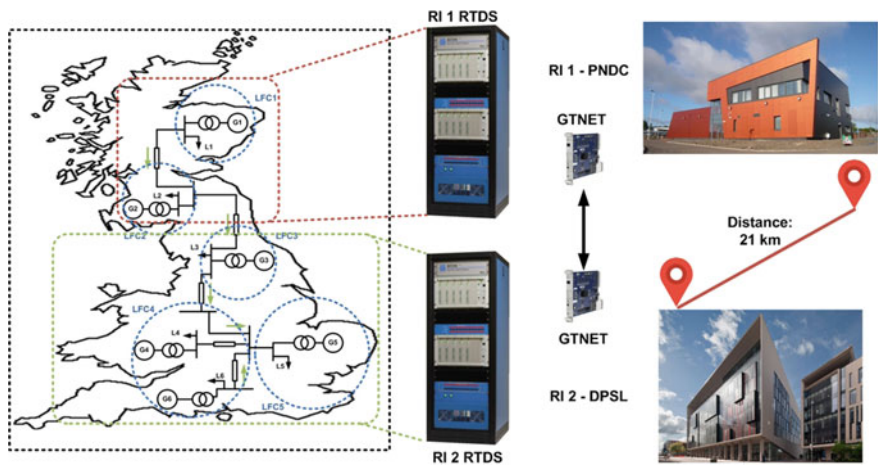 RI 1 RTDS
RI 1 - PNDC
GTNET
LFC1
G1
L1
L2
G2
LFC2
Distance:
21 km
L3
LFC3
G3
LFC4
L4
G4
G5
L5
L6
G6
LFC5
GTNET
RI 2 - DPSL
RI 2 RTDS